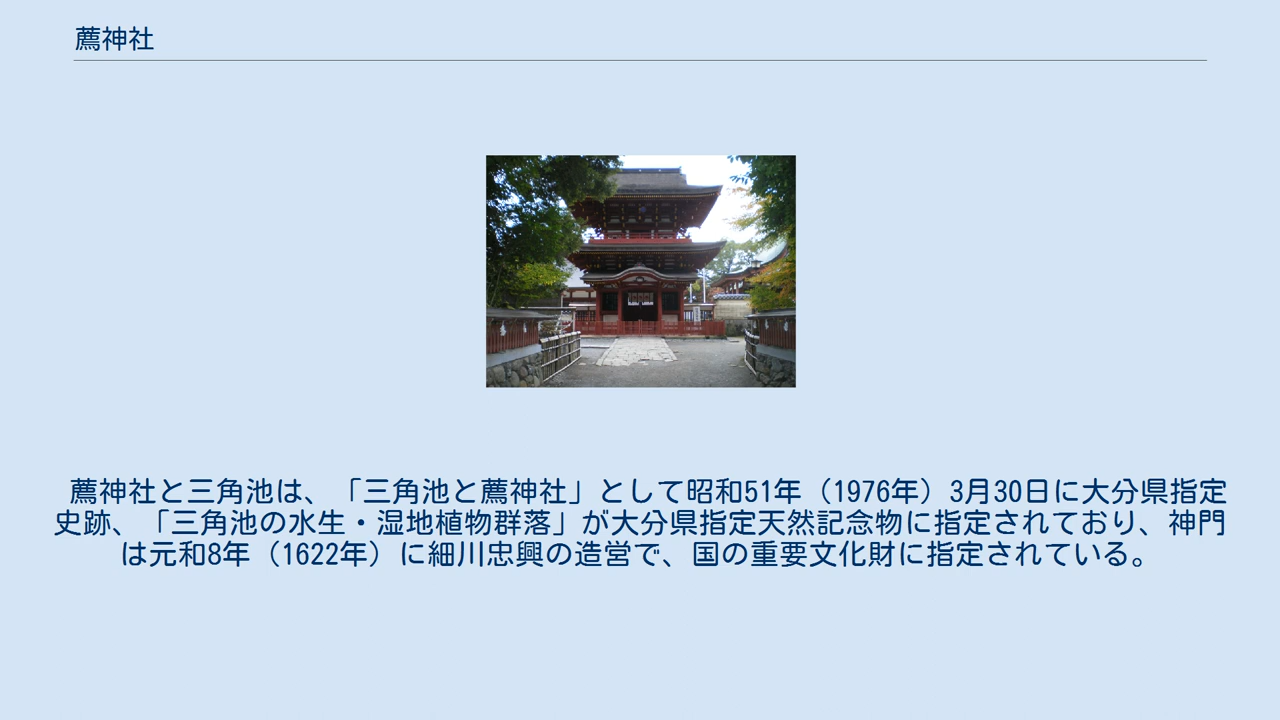 薦神社
薦神社と三角池は、「三角池と薦神社」として昭和51年（1976年）3月30日に大分県指定
史跡、「三角池の水生・湿地植物群落」が大分県指定天然記念物に指定されており、神門
は元和8年（1622年）に細川忠興の造営で、国の重要文化財に指定されている。